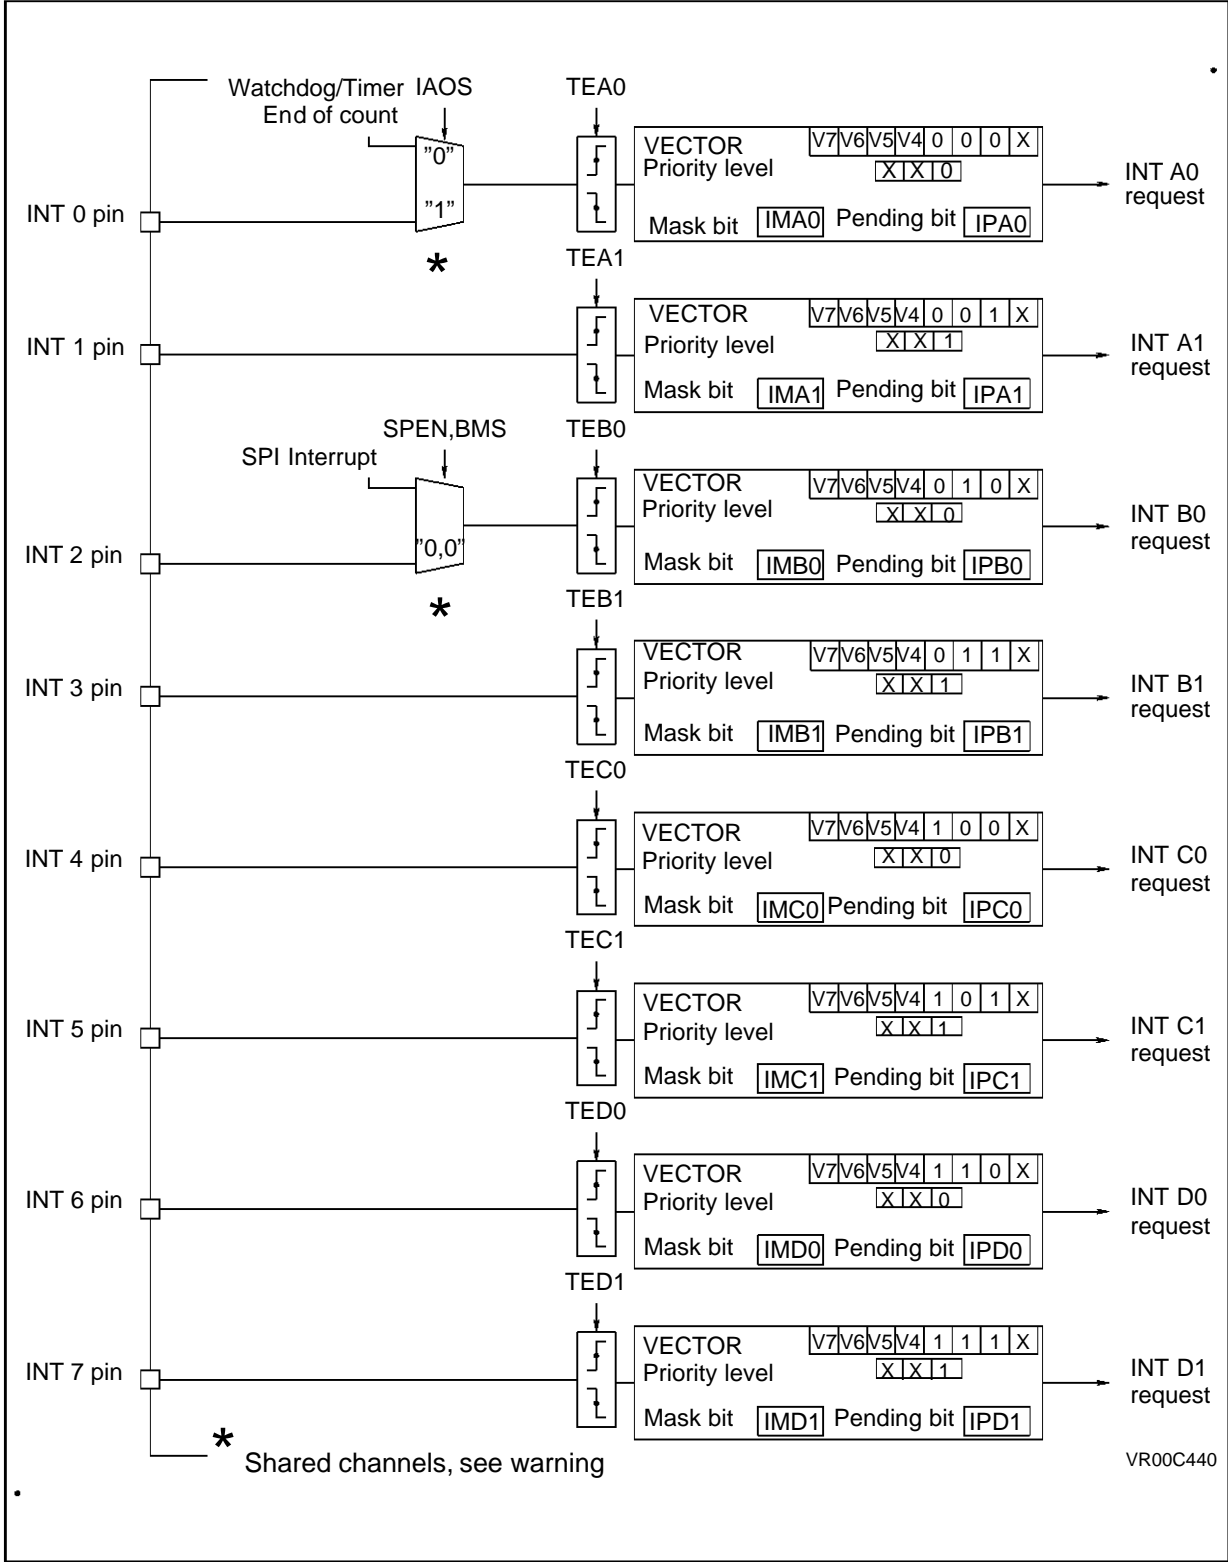 Watchdog/Timer IAOS TEA0
End of count
"0"
"1"
INT 0 pin
*
VECTOR V7 V6 V5 V4 0 0 0 X
Priority level X X 0
Mask bit IMA0 Pending bit IPA0
INT A0
request
TEA1
INT 1 pin
VECTOR V7 V6 V5 V4 0 0 1 X
Priority level X X 1
Mask bit IMA1 Pending bit IPA1
INT A1
request
SPEN,BMS TEB0
SPI Interrupt
"0,0"
INT 2 pin
*
VECTOR V7 V6 V5 V4 0 1 0 X
Priority level X X 0
Mask bit IMB0 Pending bit IPB0
INT B0
request
TEB1
INT 3 pin
VECTOR V7 V6 V5 V4 0 1 1 X
Priority level X X 1
Mask bit IMB1 Pending bit IPB1
INT B1
request
TEC0
INT 4 pin
VECTOR V7 V6 V5 V4 1 0 0 X
Priority level X X 0
Mask bit IMC0 Pending bit IPC0
INT C0
request
TEC1
INT 5 pin
VECTOR V7 V6 V5 V4 1 0 1 X
Priority level X X 1
Mask bit IMC1 Pending bit IPC1
INT C1
request
TED0
INT 6 pin
VECTOR V7 V6 V5 V4 1 1 0 X
Priority level X X 0
Mask bit IMD0 Pending bit IPD0
INT D0
request
TED1
INT 7 pin
VECTOR V7 V6 V5 V4 1 1 1 X
Priority level X X 1
Mask bit IMD1 Pending bit IPD1
INT D1
request
* Shared channels, see warning
VR00C440